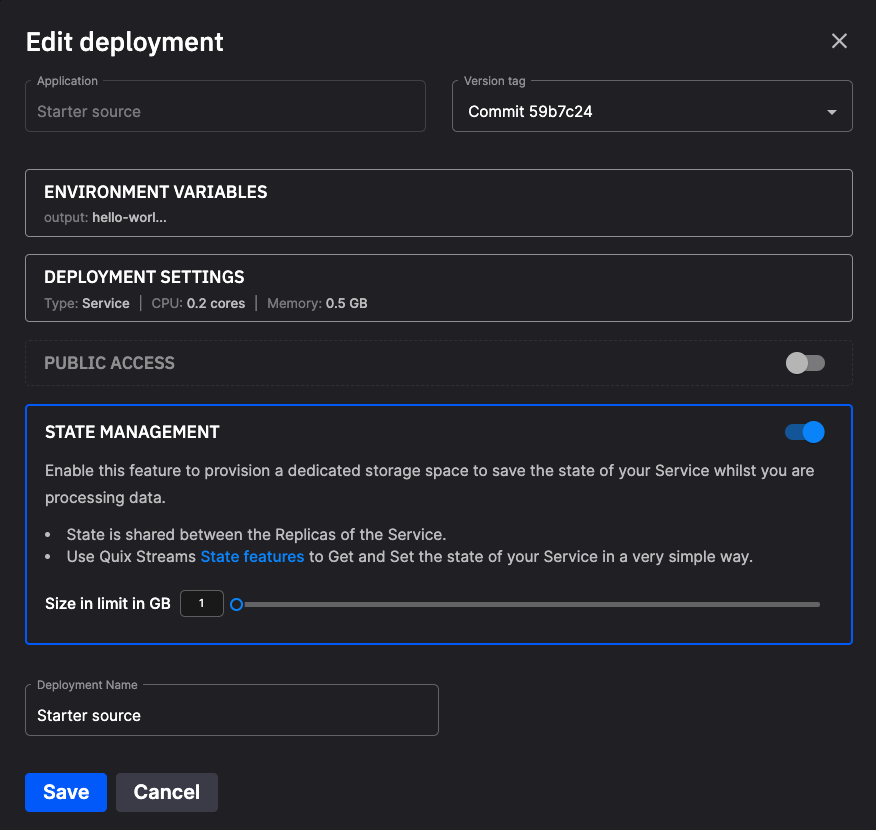 Edit deployment
Application
Starter source
Version tag
Commit 59b7c24
ENVIRONMENT VARIABLES
output: hello-worl...
DEPLOYMENT SETTINGS
Type: Service | CPU: 0.2 cores | Memory: 0.5 GB
PUBLIC ACCESS
STATE MANAGEMENT
Enable this feature to provision a dedicated storage space to save the state of your Service whilst you are
processing data.
• State is shared between the Replicas of the Service.
• Use Quix Streams State features to Get and Set the state of your Service in a very simple way.
Size in limit in GB 1
Deployment Name
Starter source
Save Cancel